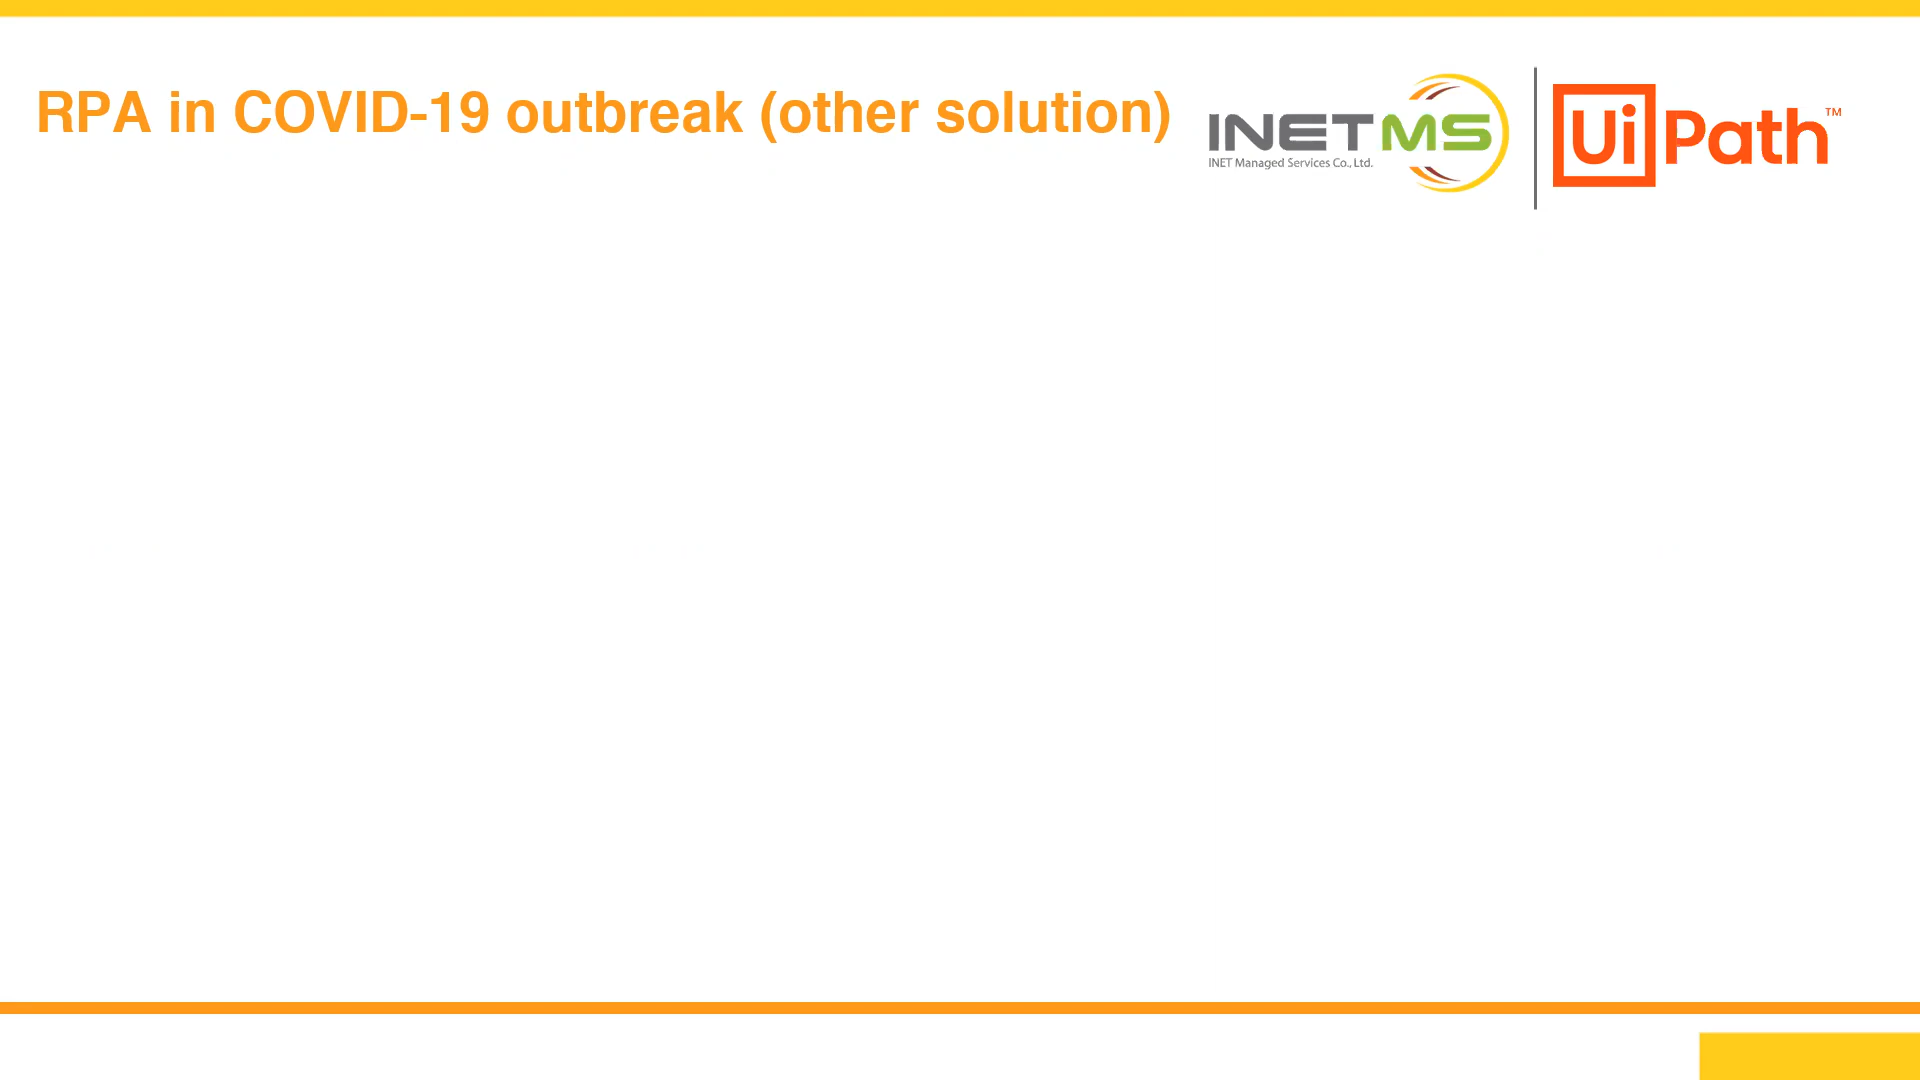 RPA in COVID-19 outbreak (other solution)
INETMS
INET Managed Services Co., Ltd.
UiPath™